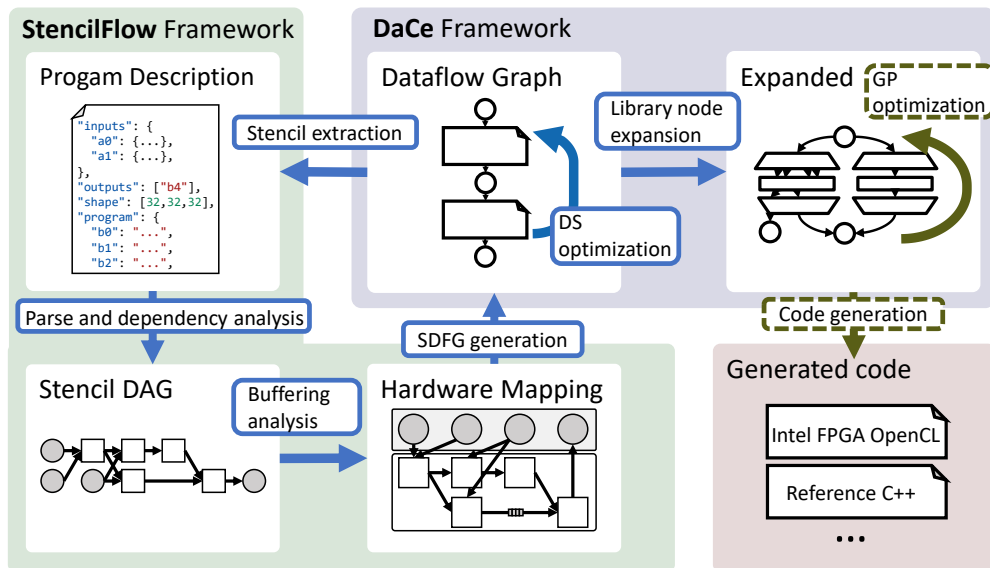 StencilFlow Framework
DaCe Framework
Progam Description
"inputs": {
"a0": {...},
"a1": {...},
},
"outputs": ["b4"],
"shape": [32,32,32],
"program": {
"b0": "...",
"b1": "...",
"b2": "...",
Stencil extraction
Dataflow Graph
DS
optimization
Library node
expansion
Expanded
GP
optimization
Parse and dependency analysis
SDFG generation
Code generation
Stencil DAG
Buffering
analysis
Hardware Mapping
Generated code
Intel FPGA OpenCL
Reference C++
...